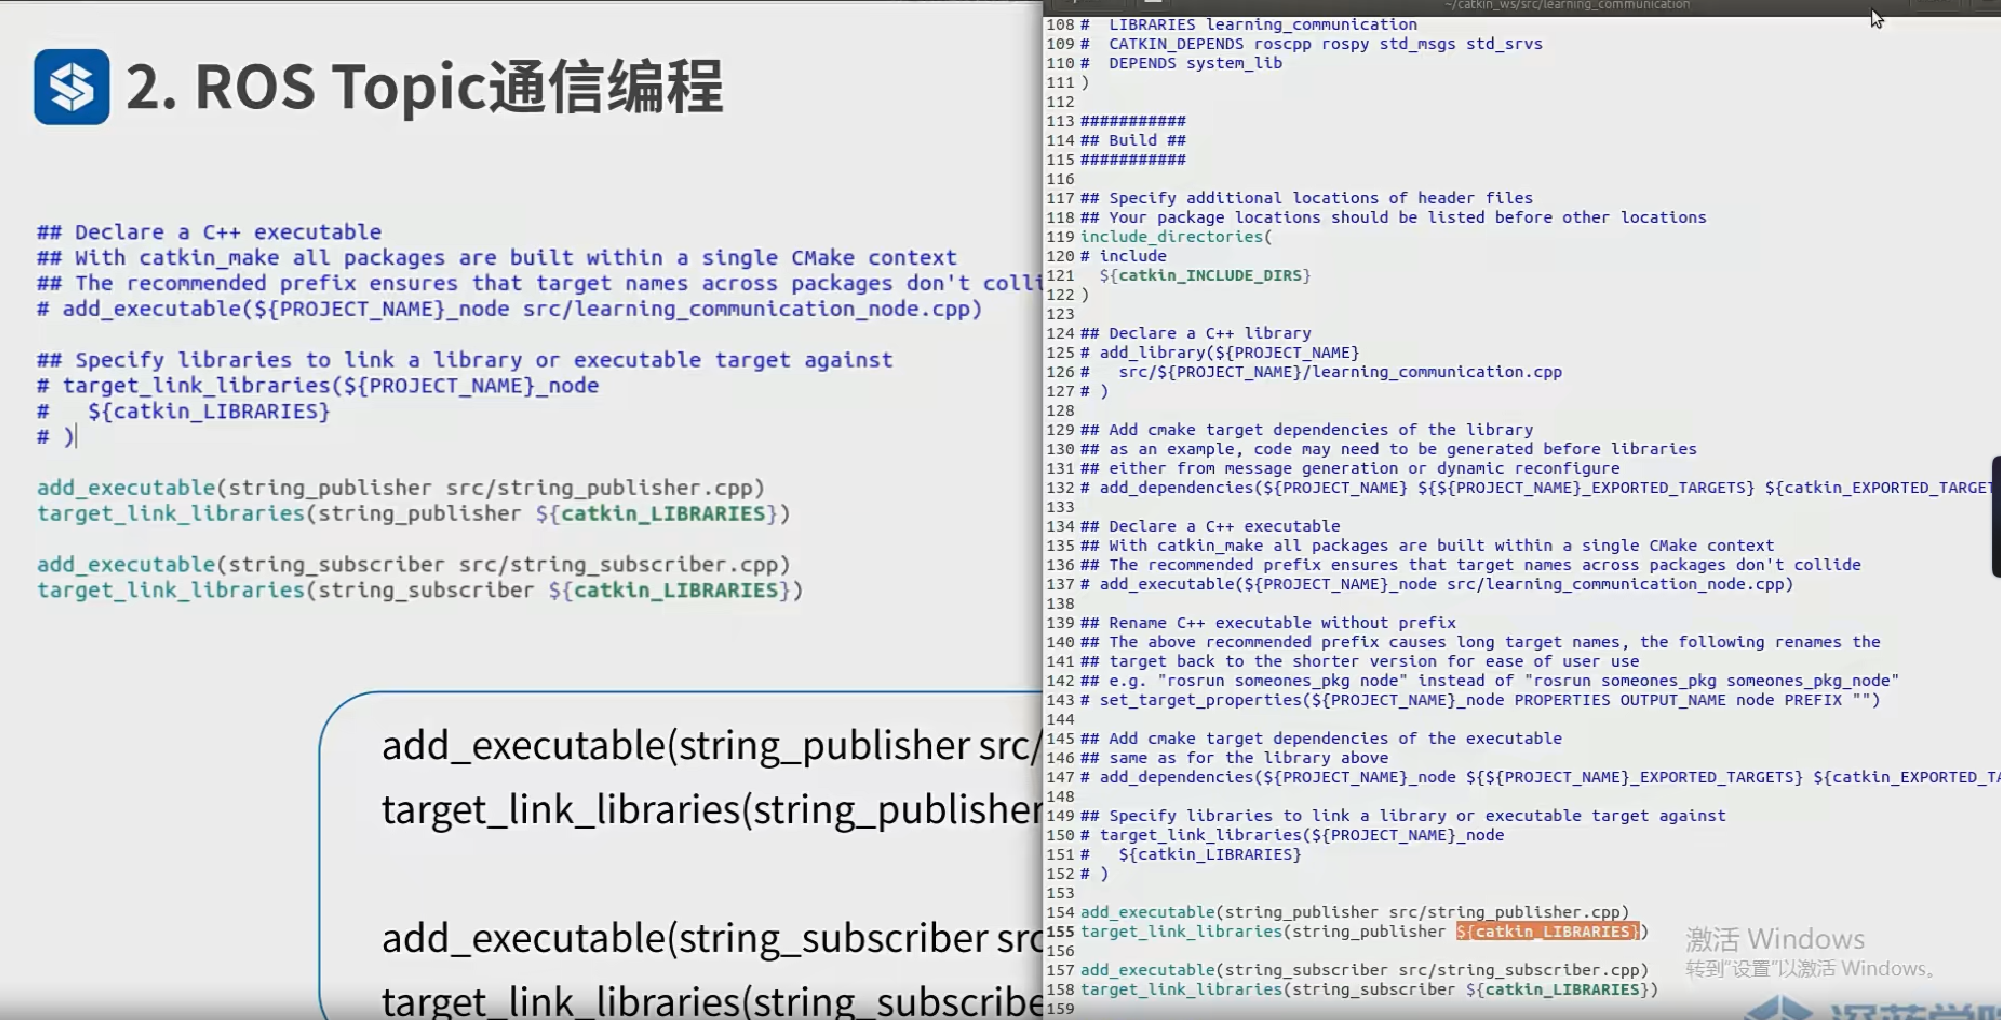 2. ROS Topic通信编程
## Declare a C++ executable
## With catkin_make all packages are built within a single CMake context
## The recommended prefix ensures that target names across packages don't colli
# add_executable(${PROJECT_NAME}_node src/learning_communication_node.cpp)
## Specify libraries to link a library or executable target against
# target_link_libraries(${PROJECT_NAME}_node
#   ${catkin_LIBRARIES}
# )
add_executable(string_publisher src/string_publisher.cpp)
target_link_libraries(string_publisher ${catkin_LIBRARIES})
add_executable(string_subscriber src/string_subscriber.cpp)
target_link_libraries(string_subscriber ${catkin_LIBRARIES})
add_executable(string_publisher src/
target_link_libraries(string_publisher
add_executable(string_subscriber src
target_link_libraries(string_subscribe
~/catkin_ws/src/learning_communication
108 #  LIBRARIES learning_communication
109 #  CATKIN_DEPENDS roscpp rospy std_msgs std_srvs
110 #  DEPENDS system_lib
111 )
112
113 ###########
114 ## Build ##
115 ###########
116
117 ## Specify additional locations of header files
118 ## Your package locations should be listed before other locations
119 include_directories(
120 # include
121   ${catkin_INCLUDE_DIRS}
122 )
123
124 ## Declare a C++ library
125 # add_library(${PROJECT_NAME}
126 #   src/${PROJECT_NAME}/learning_communication.cpp
127 # )
128
129 ## Add cmake target dependencies of the library
130 ## as an example, code may need to be generated before libraries
131 ## either from message generation or dynamic reconfigure
132 # add_dependencies(${PROJECT_NAME} ${${PROJECT_NAME}_EXPORTED_TARGETS} ${catkin_EXPORTED_TARGET
133
134 ## Declare a C++ executable
135 ## With catkin_make all packages are built within a single CMake context
136 ## The recommended prefix ensures that target names across packages don't collide
137 # add_executable(${PROJECT_NAME}_node src/learning_communication_node.cpp)
138
139 ## Rename C++ executable without prefix
140 ## The above recommended prefix causes long target names, the following renames the
141 ## target back to the shorter version for ease of user use
142 ## e.g. "rosrun someones_pkg node" instead of "rosrun someones_pkg someones_pkg_node"
143 # set_target_properties(${PROJECT_NAME}_node PROPERTIES OUTPUT_NAME node PREFIX "")
144
145 ## Add cmake target dependencies of the executable
146 ## same as for the library above
147 # add_dependencies(${PROJECT_NAME}_node ${${PROJECT_NAME}_EXPORTED_TARGETS} ${catkin_EXPORTED_TA
148
149 ## Specify libraries to link a library or executable target against
150 # target_link_libraries(${PROJECT_NAME}_node
151 #   ${catkin_LIBRARIES}
152 # )
153
154 add_executable(string_publisher src/string_publisher.cpp)
155 target_link_libraries(string_publisher ${catkin_LIBRARIES})
156
157 add_executable(string_subscriber src/string_subscriber.cpp)
158 target_link_libraries(string_subscriber ${catkin_LIBRARIES})
159
激活 Windows
转到"设置"以激活 Windows。